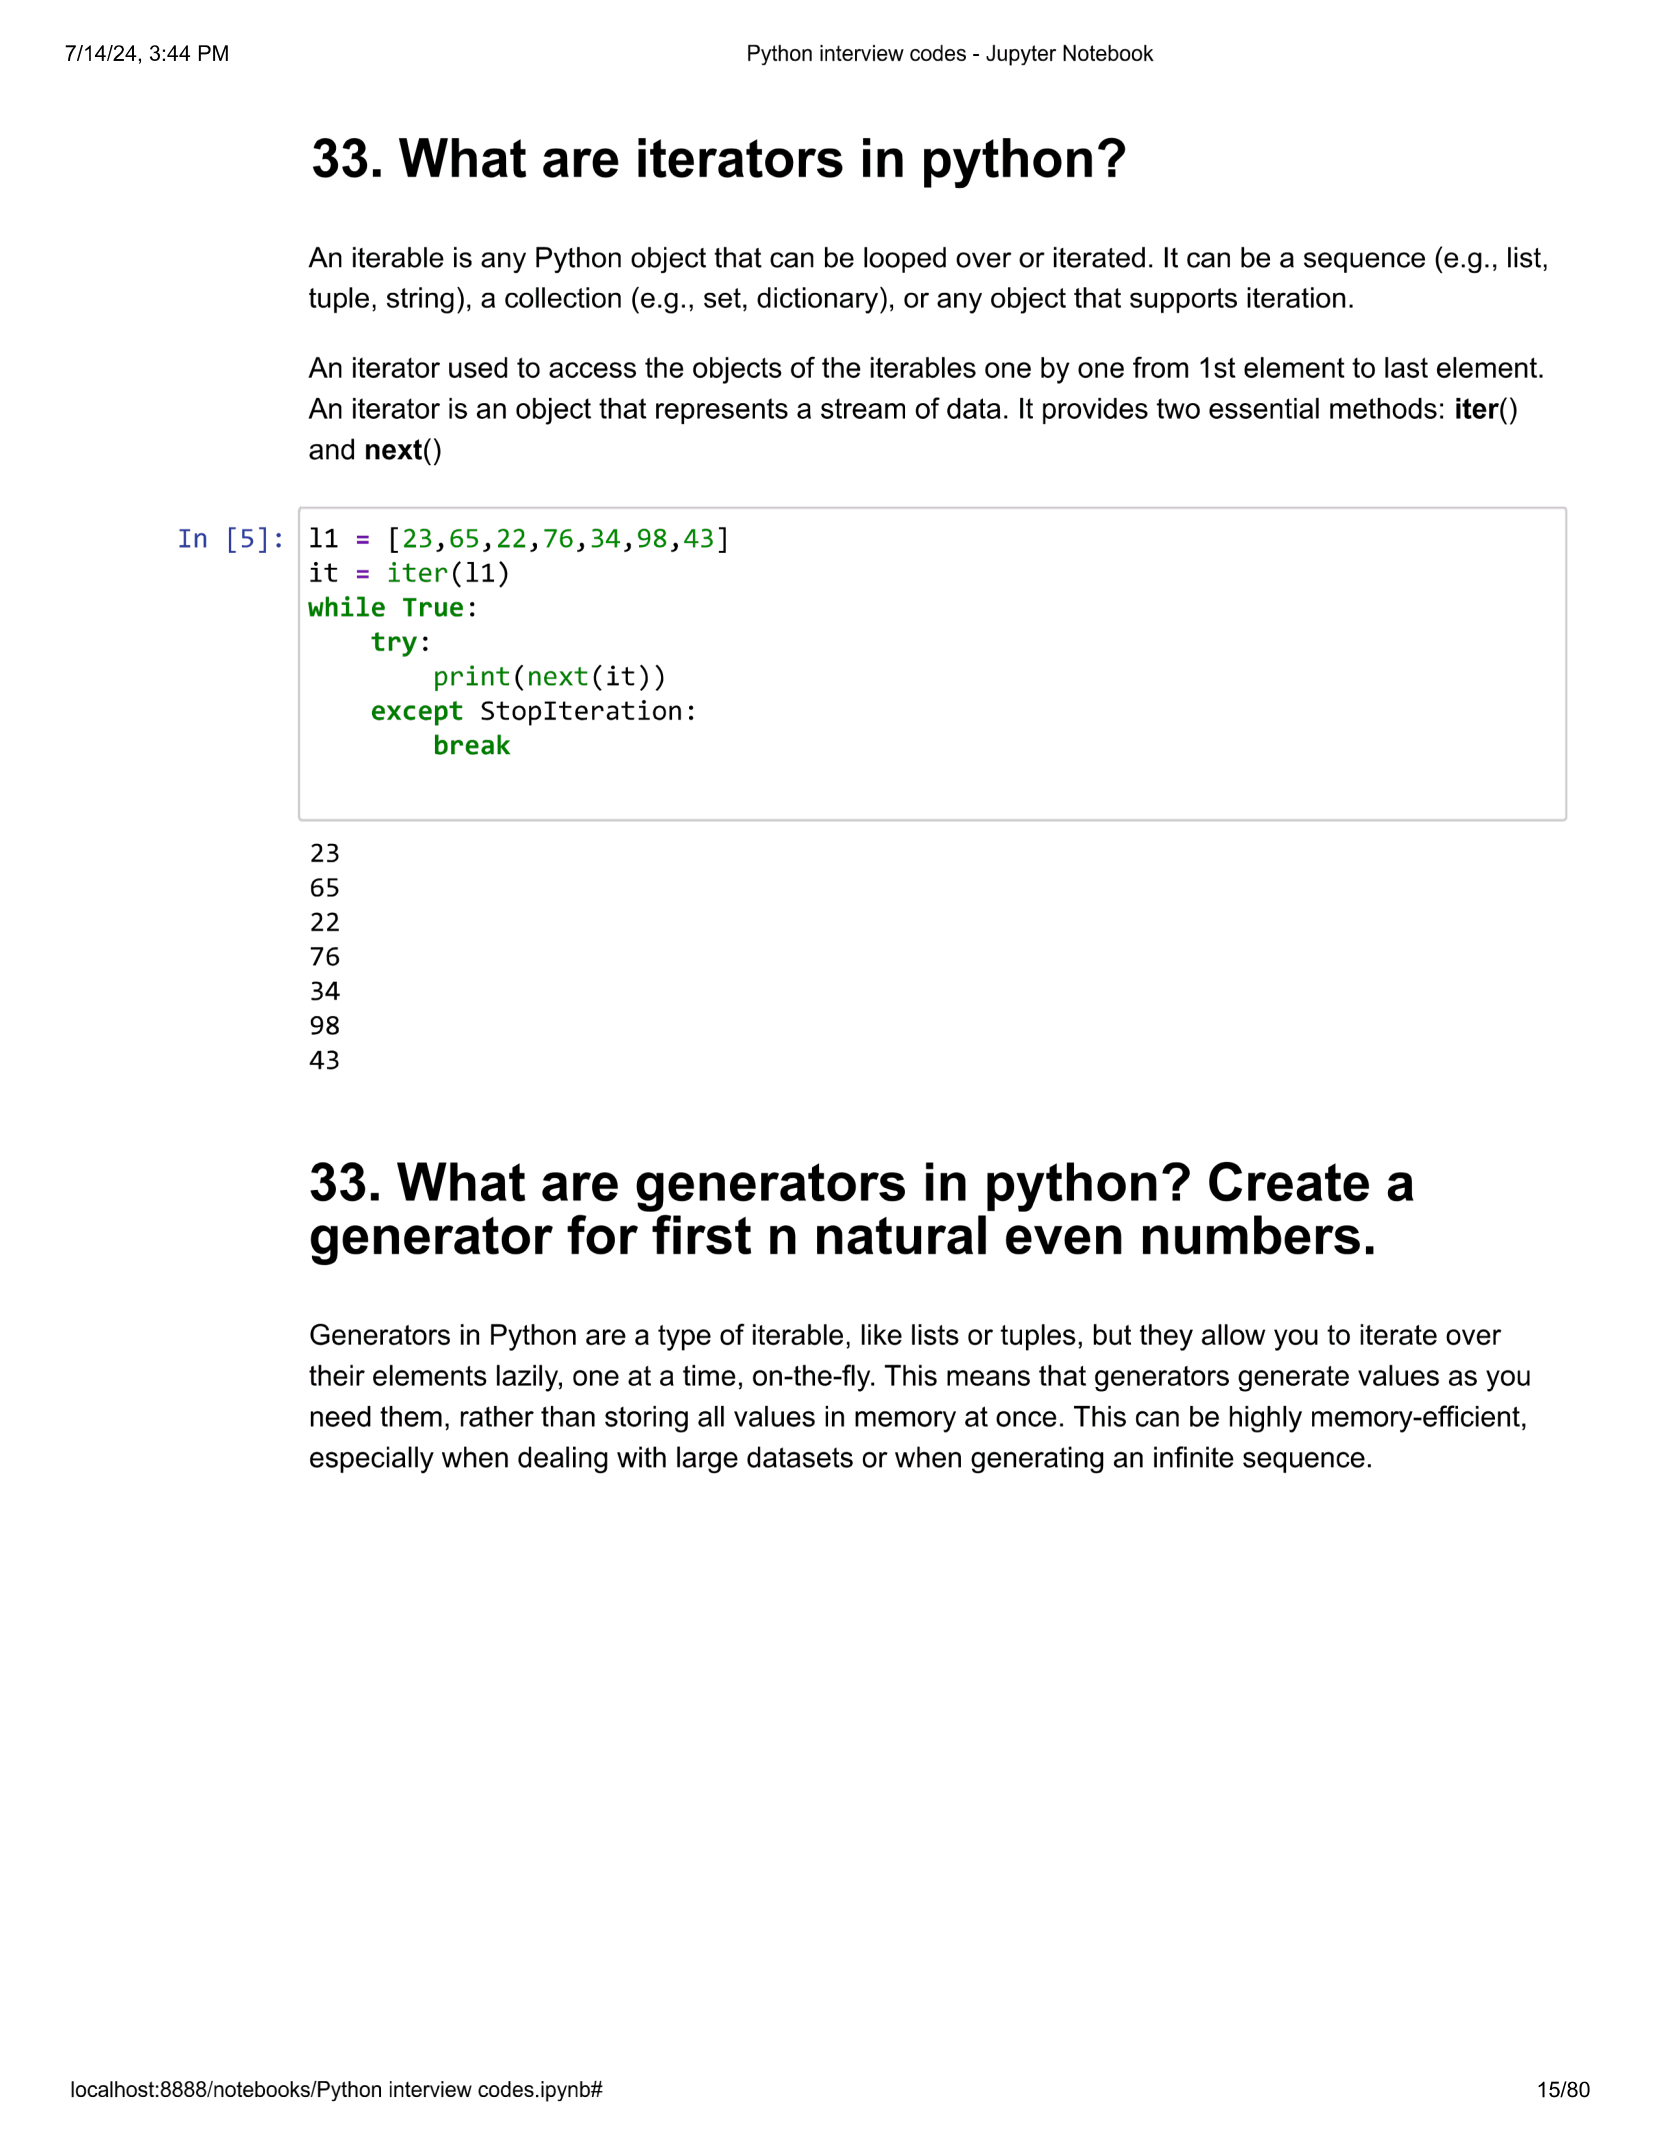 7/14/24, 3:44 PM Python interview codes - Jupyter Notebook
33. What are iterators in python?
An iterable is any Python object that can be looped over or iterated. It can be a sequence (e.g., list,
tuple, string), a collection (e.g., set, dictionary), or any object that supports iteration.
An iterator used to access the objects of the iterables one by one from 1st element to last element.
An iterator is an object that represents a stream of data. It provides two essential methods: iter()
and next()
In [5]: l1 = [23,65,22,76,34,98,43]
it = iter(l1)
while True:
    try:
        print(next(it))
    except StopIteration:
        break
23
65
22
76
34
98
43
33. What are generators in python? Create a
generator for first n natural even numbers.
Generators in Python are a type of iterable, like lists or tuples, but they allow you to iterate over
their elements lazily, one at a time, on-the-fly. This means that generators generate values as you
need them, rather than storing all values in memory at once. This can be highly memory-efficient,
especially when dealing with large datasets or when generating an infinite sequence.
localhost:8888/notebooks/Python interview codes.ipynb# 15/80